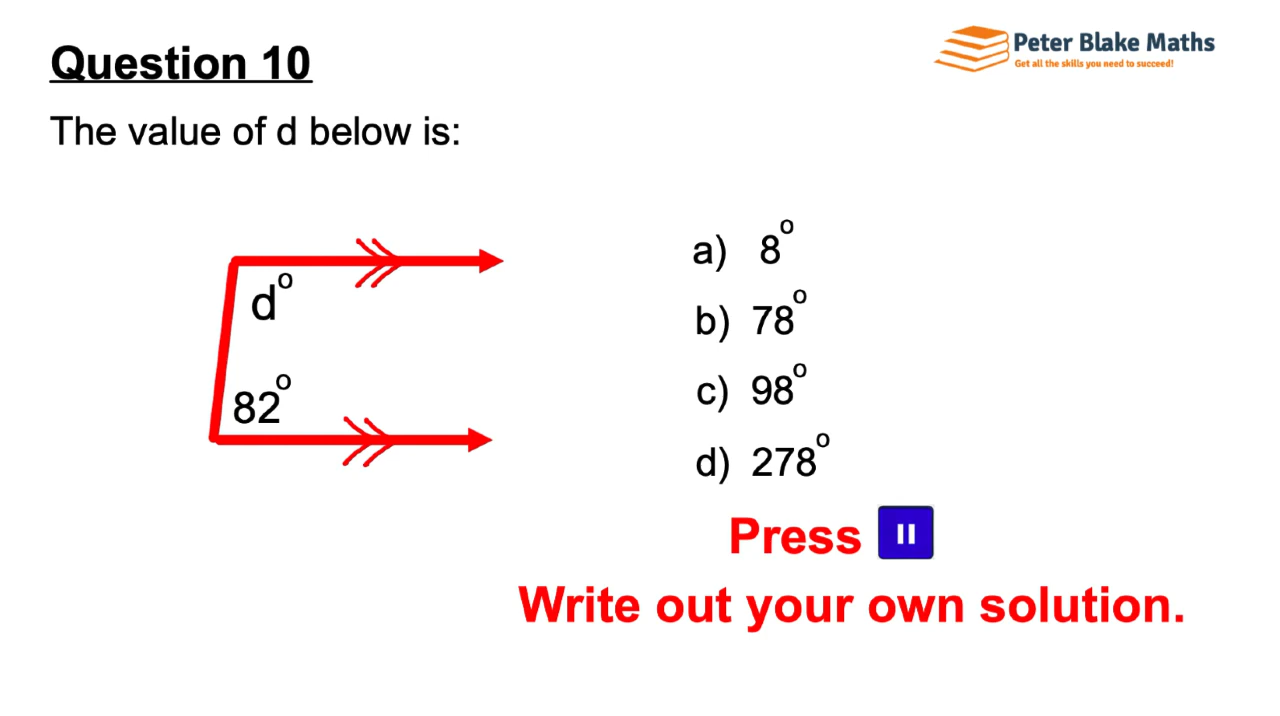 Question 10
Peter Blake Maths
Get all the skills you need to succeed!
The value of d below is:
d°
82°
a) 8°
b) 78°
c) 98°
d) 278°
Press
Write out your own solution.